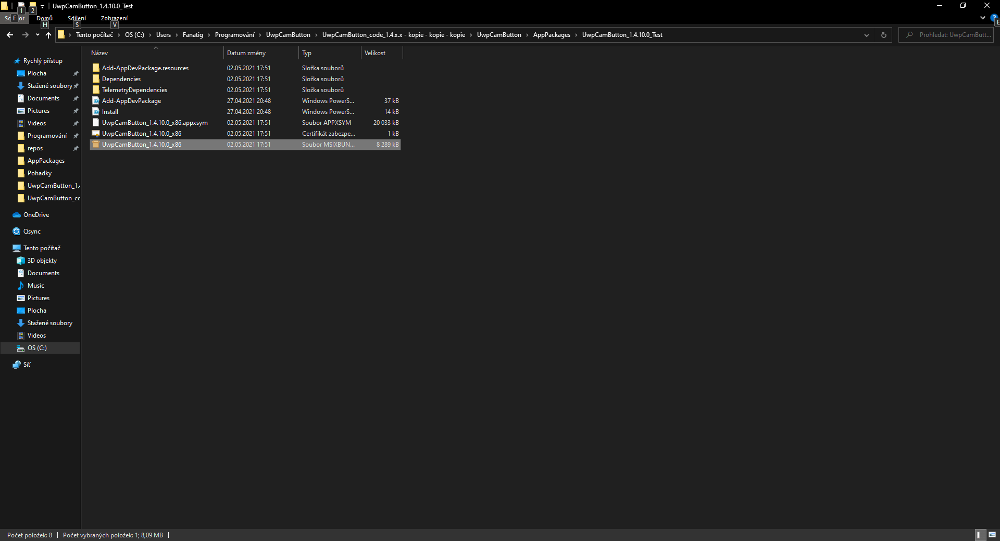 UwpCamButton_1.4.10.0_Test
1
2
Domů
Sdílení
Zobrazení
F
H
S
V
E
Tento počítač
OS (C:)
Users
Fanatig
Programování
UwpCamButton
UwpCamButton_code_1.4.x.x - kopie - kopie - kopie
UwpCamButton
AppPackages
UwpCamButton_1.4.10.0_Test
Prohledat: UwpCamButt...
Název Datum změny Typ Velikost
Add-AppDevPackage.resources 02.05.2021 17:51 Složka souborů
Dependencies 02.05.2021 17:51 Složka souborů
TelemetryDependencies 02.05.2021 17:51 Složka souborů
Add-AppDevPackage 27.04.2021 20:48 Windows PowerS... 37 kB
Install 27.04.2021 20:48 Windows PowerS... 14 kB
UwpCamButton_1.4.10.0_x86.appxsym 02.05.2021 17:51 Soubor APPXSYM 20 033 kB
UwpCamButton_1.4.10.0_x86 02.05.2021 17:51 Certifikát zabezpe... 1 kB
UwpCamButton_1.4.10.0_x86 02.05.2021 17:51 Soubor MSIXBUN... 8 289 kB
Rychlý přístup
Plocha
Stažené soubory
Documents
Pictures
Videos
Programování
repos
AppPackages
Pohadky
UwpCamButton_1.4
UwpCamButton_co
OneDrive
Qsync
Tento počítač
3D objekty
Documents
Music
Pictures
Plocha
Stažené soubory
Videos
OS (C:)
Síť
Počet položek: 8
Počet vybraných položek: 1; 8,09 MB